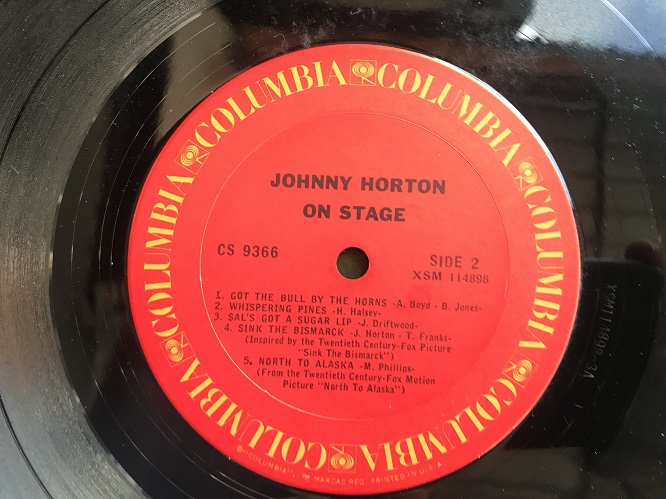 COLUMBIA COLUMBIA COLUMBIA COLUMBIA COLUMBIA COLUMBIA
JOHNNY HORTON
ON STAGE
CS 9366
SIDE 2
XSM 114898
1. GOT THE BULL BY THE HORNS -A. Boyd - B. Jones-
2. WHISPERING PINES -H. Halsey-
3. SAL'S GOT A SUGAR LIP -J. Driftwood-
4. SINK THE BISMARCK -J. Horton - T. Franks-
(Inspired by the Twentieth Century-Fox Picture
"Sink The Bismarck")
5. NORTH TO ALASKA -M. Phillips-
(From the Twentieth Century-Fox Motion
Picture "North To Alaska")
"COLUMBIA", MARCAS REG. PRINTED IN U.S.A.